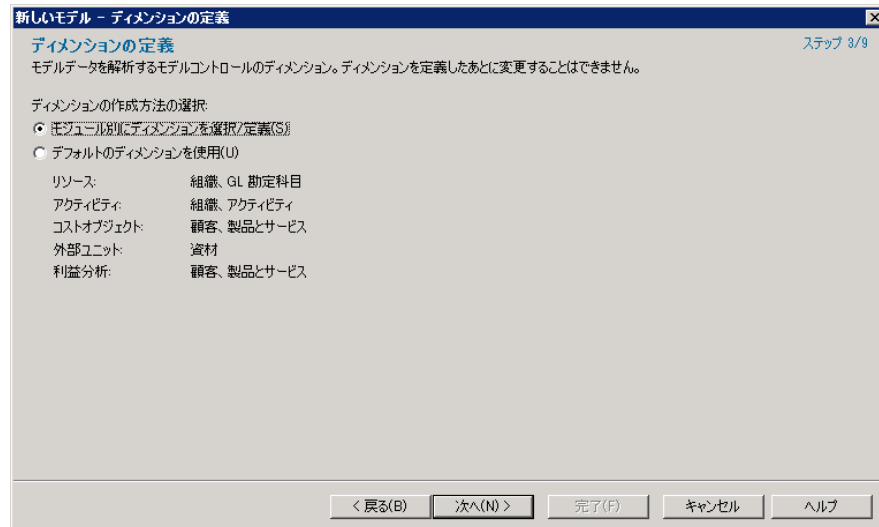 新しいモデル - ディメンションの定義
ディメンションの定義 ステップ 3/9
モデルデータを解析するモデルコントロールのディメンション。ディメンションを定義したあとに変更することはできません。
ディメンションの作成方法の選択:
モジュール別にディメンションを選択/定義(S)
デフォルトのディメンションを使用(U)
リソース: 組織、GL 勘定科目
アクティビティ: 組織、アクティビティ
コストオブジェクト: 顧客、製品とサービス
外部ユニット: 資材
利益分析: 顧客、製品とサービス
< 戻る(B) 次へ(N) > 完了(F) キャンセル ヘルプ